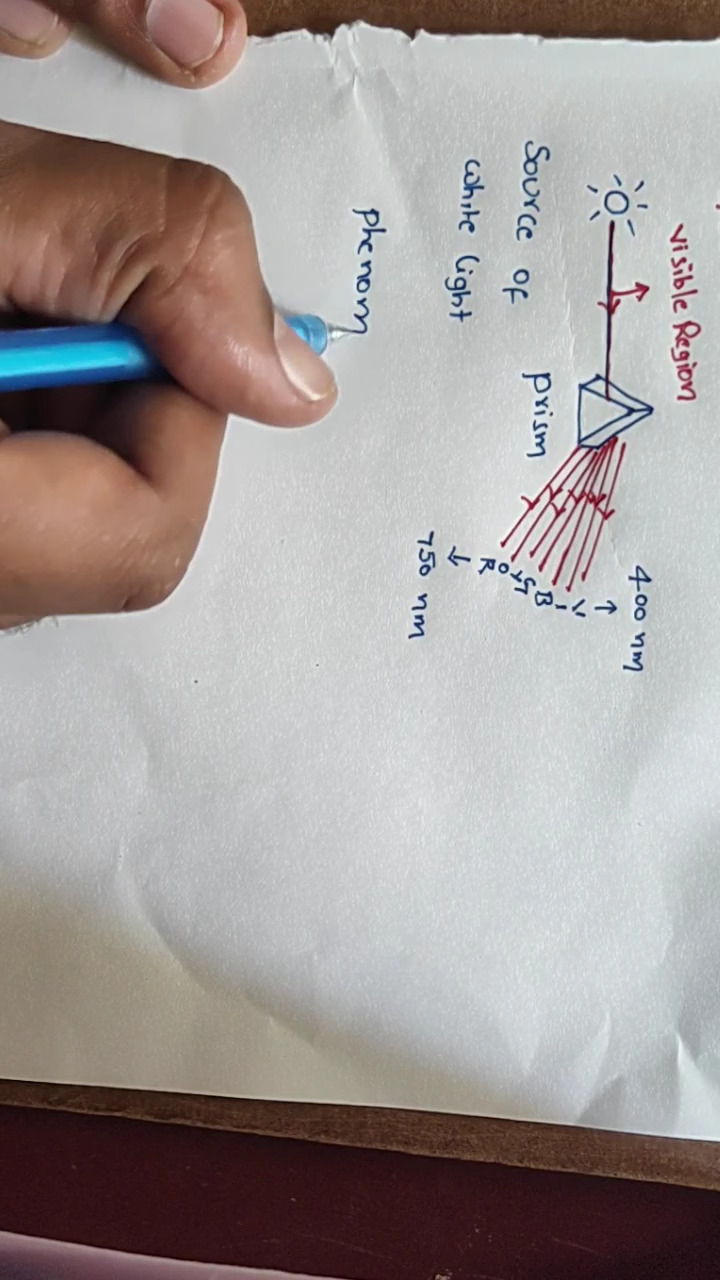 visible Region
400 nm
V
I
B
G
Y
O
R
750 nm
prism
Source of
white light
phenom